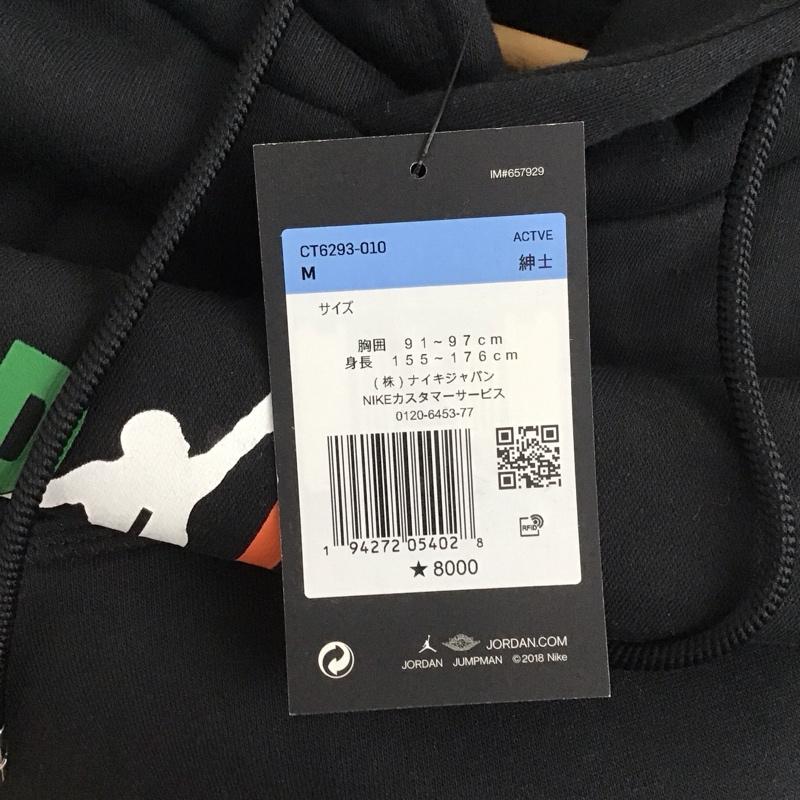 IM#657929
CT6293-010
ACTVE
M
紳士
サイズ
胸囲 91~97cm
身長 155~176cm
(株)ナイキジャパン
NIKEカスタマーサービス
0120-6453-77
RFID
1 94272 05402 8
★8000
JORDAN.COM
JORDAN JUMPMAN ©2018 Nike